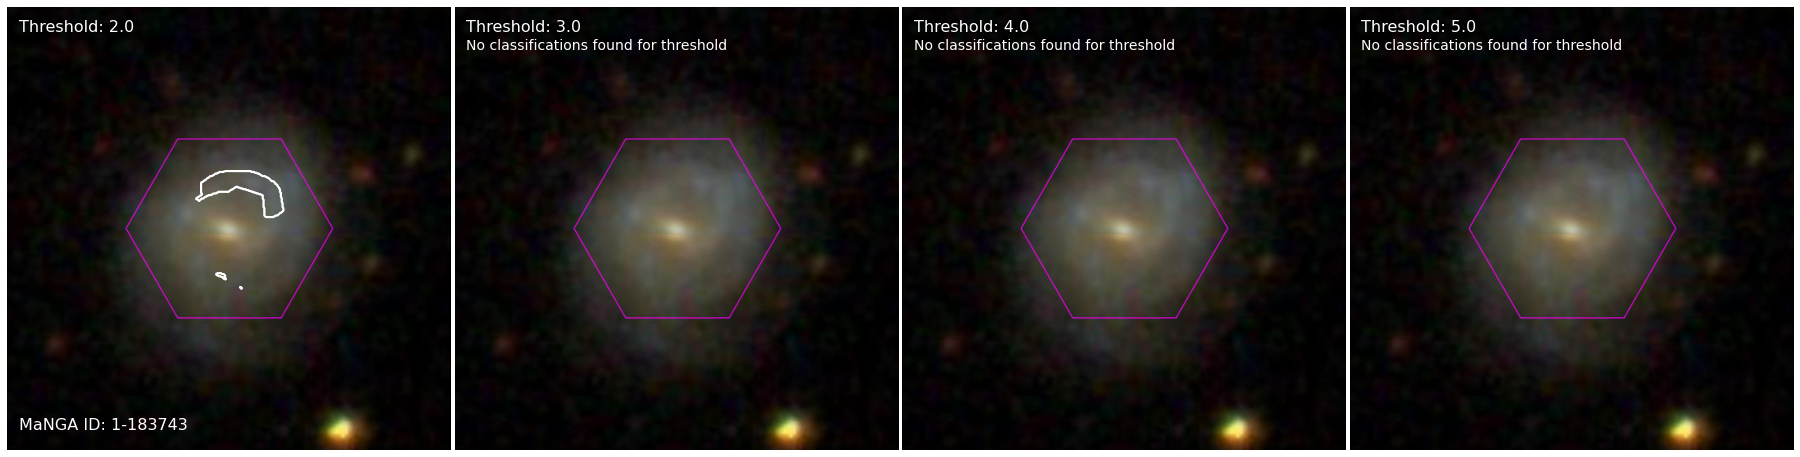 Threshold: 2.0
MaNGA ID: 1-183743
Threshold: 3.0
No classifications found for threshold
Threshold: 4.0
No classifications found for threshold
Threshold: 5.0
No classifications found for threshold